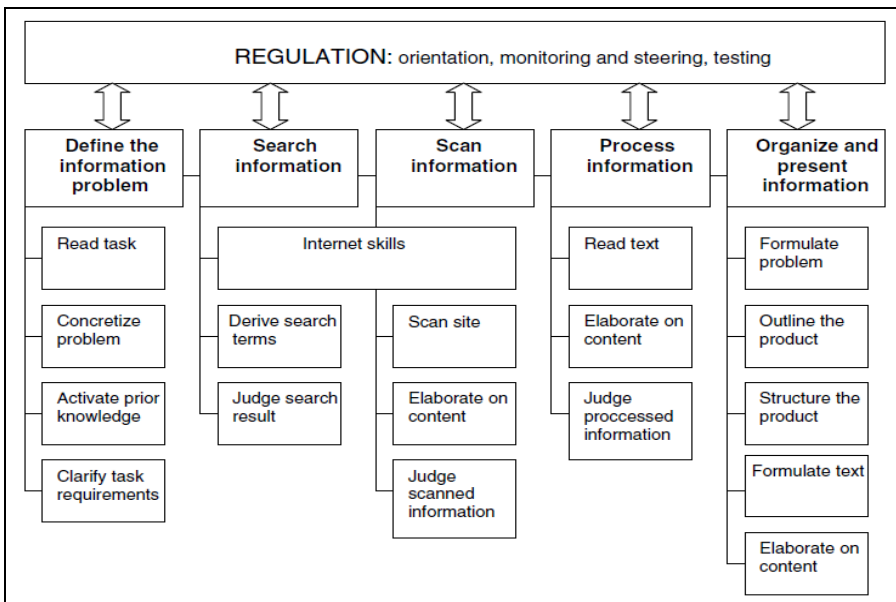 REGULATION: orientation, monitoring and steering, testing
Define the
information
problem
Search
information
Scan
information
Process
information
Organize and
present
information
Read task
Concretize
problem
Activate prior
knowledge
Clarify task
requirements
Internet skills
Derive search
terms
Judge search
result
Scan site
Elaborate on
content
Judge
scanned
information
Read text
Elaborate on
content
Judge
proccessed
information
Formulate
problem
Outline the
product
Structure the
product
Formulate text
Elaborate on
content